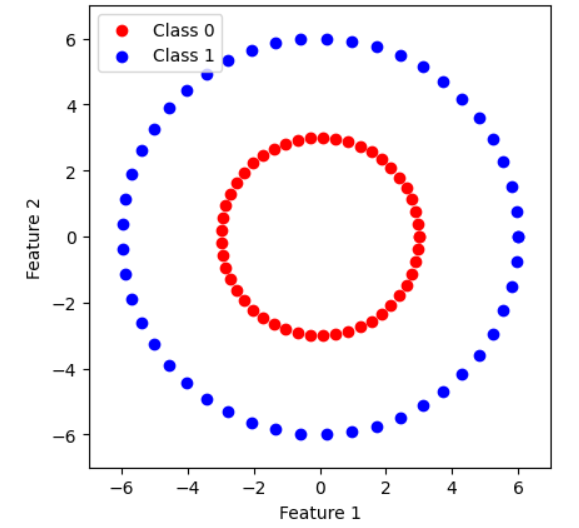 Class 0
Class 1
6
4
2
0
−2
−4
−6
Feature 2
−6 −4 −2 0 2 4 6
Feature 1